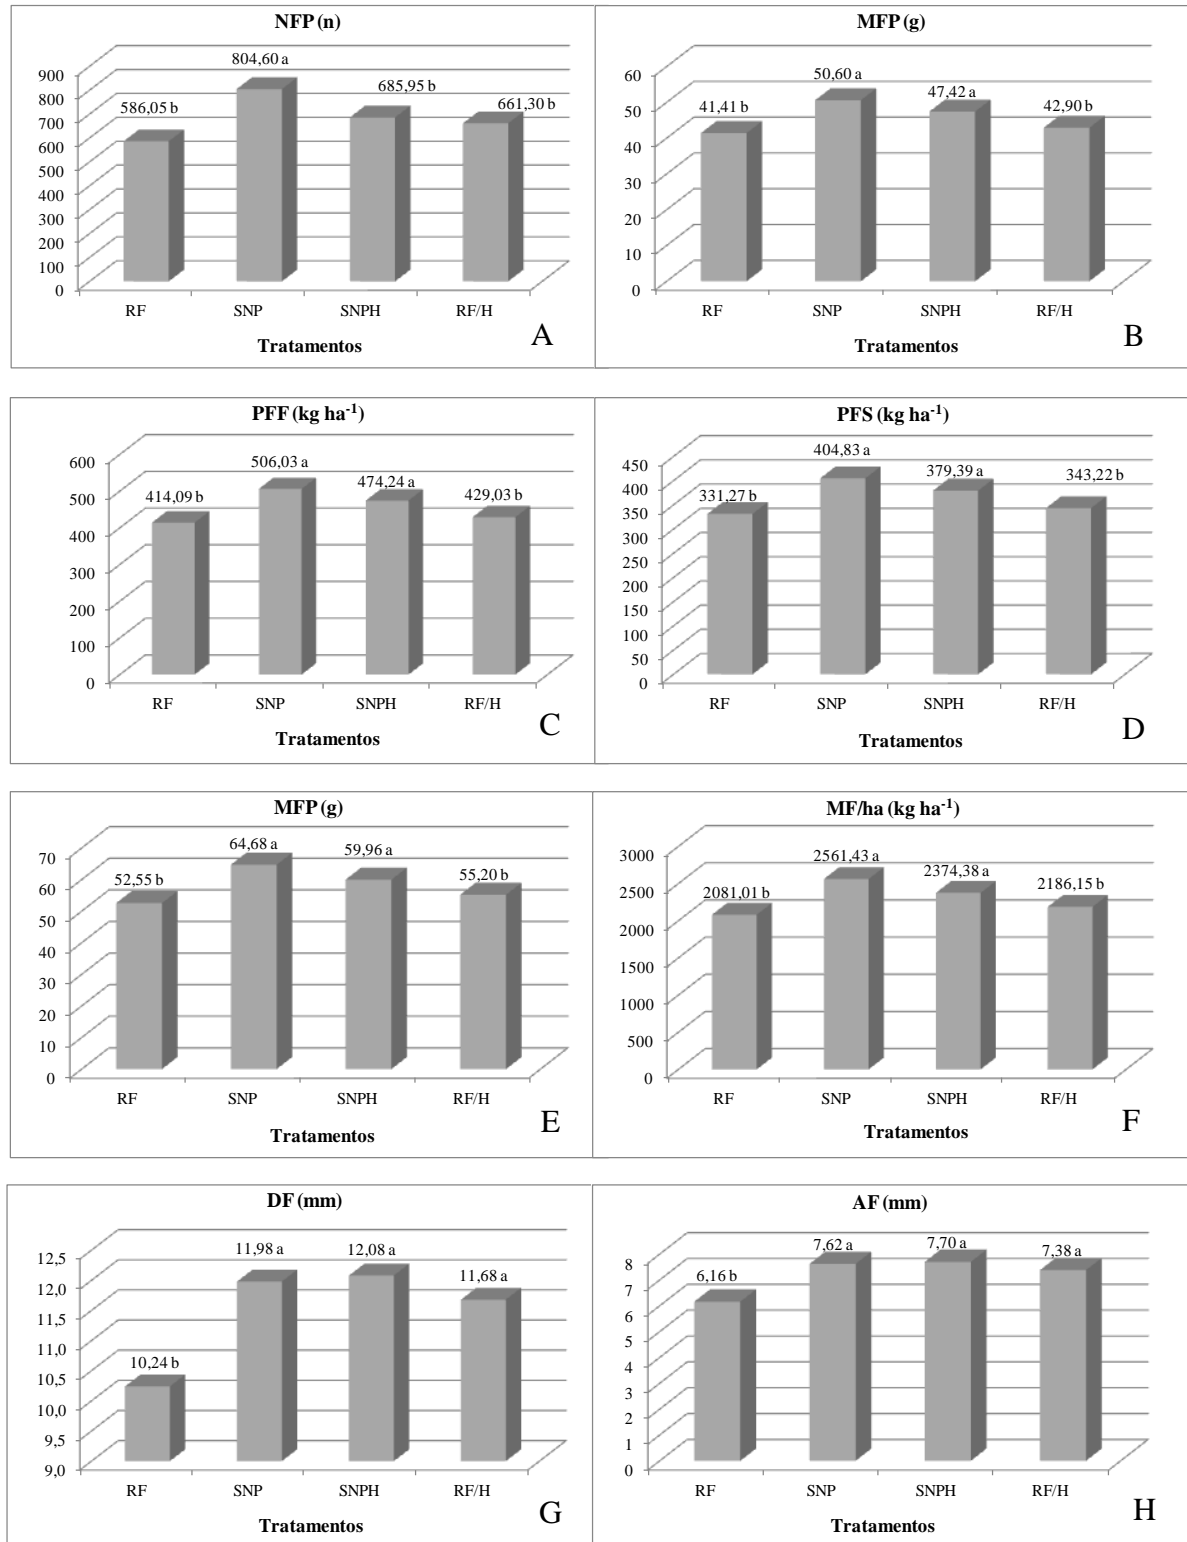 NFP (n)
900
800
700
600
500
400
300
200
100
0
586,05 b
804,60 a
685,95 b
661,30 b
RF SNP SNPH RF/H
Tratamentos
A
MFP (g)
60
50
40
30
20
10
0
41,41 b
50,60 a
47,42 a
42,90 b
RF SNP SNPH RF/H
Tratamentos
B
PFF (kg ha⁻¹)
600
500
400
300
200
100
0
414,09 b
506,03 a
474,24 a
429,03 b
RF SNP SNPH RF/H
Tratamentos
C
PFS (kg ha⁻¹)
450
400
350
300
250
200
150
100
50
0
331,27 b
404,83 a
379,39 a
343,22 b
RF SNP SNPH RF/H
Tratamentos
D
MFP (g)
70
60
50
40
30
20
10
0
52,55 b
64,68 a
59,96 a
55,20 b
RF SNP SNPH RF/H
Tratamentos
E
MF/ha (kg ha⁻¹)
3000
2500
2000
1500
1000
500
0
2081,01 b
2561,43 a
2374,38 a
2186,15 b
RF SNP SNPH RF/H
Tratamentos
F
DF (mm)
12,5
12,0
11,5
11,0
10,5
10,0
9,5
9,0
10,24 b
11,98 a
12,08 a
11,68 a
RF SNP SNPH RF/H
Tratamentos
G
AF (mm)
8
7
6
5
4
3
2
1
0
6,16 b
7,62 a
7,70 a
7,38 a
RF SNP SNPH RF/H
Tratamentos
H